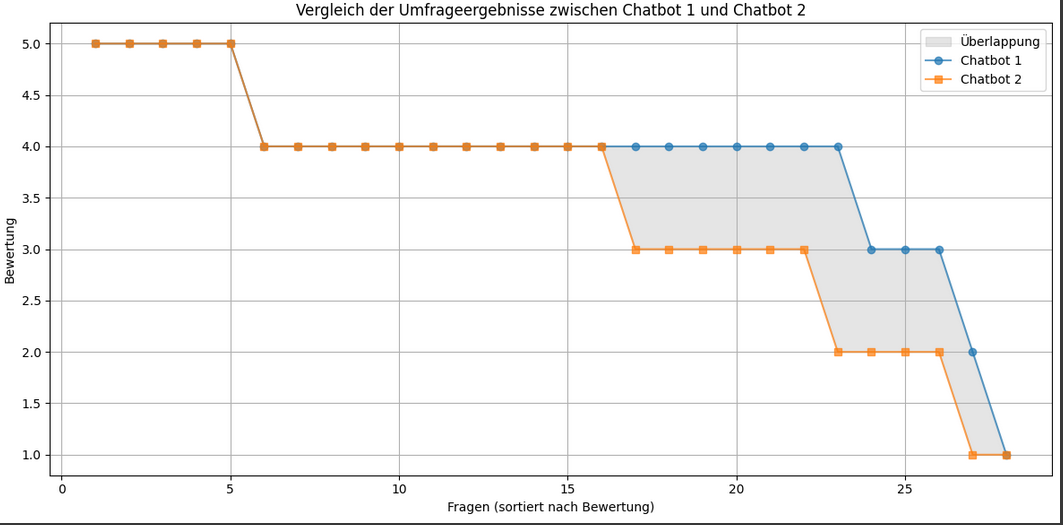 Vergleich der Umfrageergebnisse zwischen Chatbot 1 und Chatbot 2
Überlappung
Chatbot 1
Chatbot 2
Bewertung
5.0
4.5
4.0
3.5
3.0
2.5
2.0
1.5
1.0
0 5 10 15 20 25
Fragen (sortiert nach Bewertung)